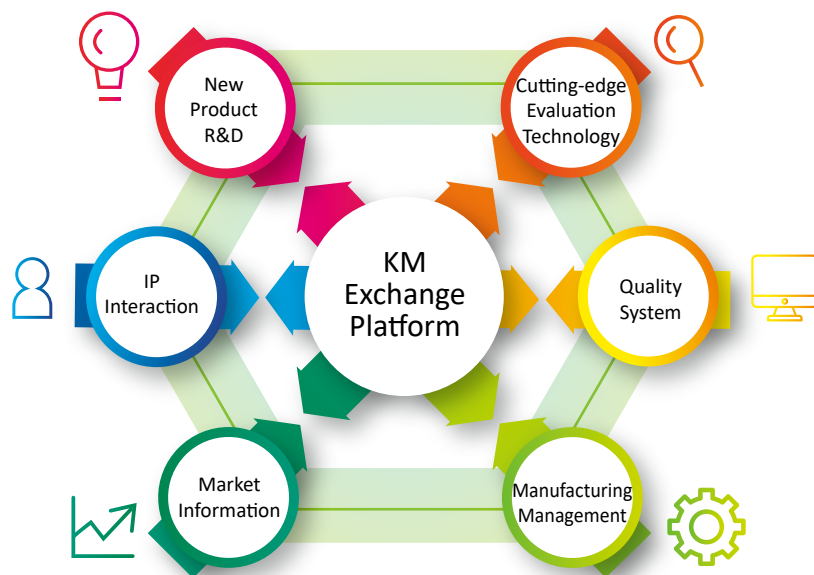 New
Product
R&D
Cutting-edge
Evaluation
Technology
IP
Interaction
KM
Exchange
Platform
Quality
System
Market
Information
Manufacturing
Management